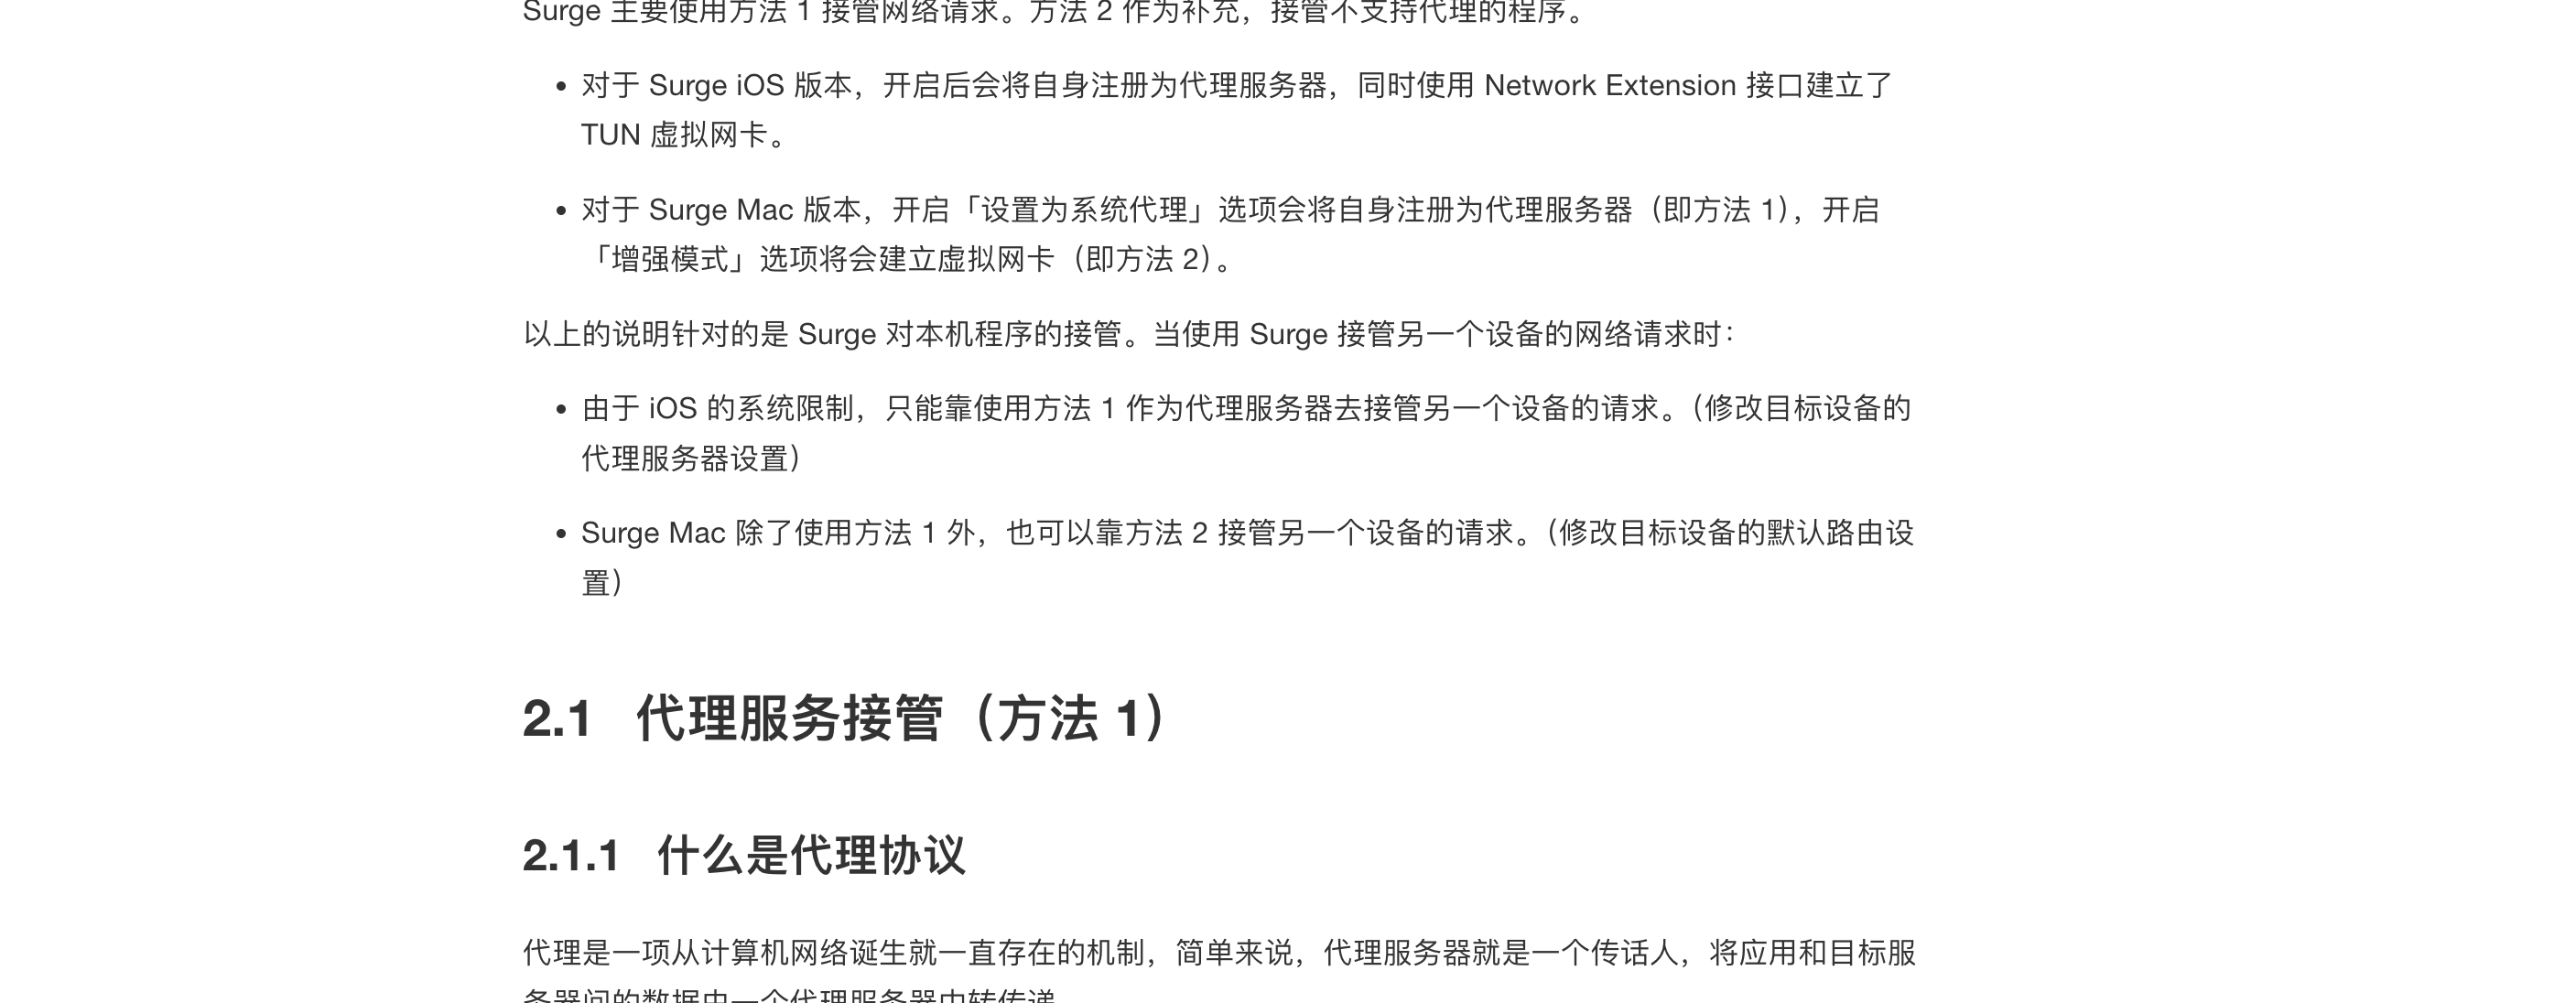 Surge 主要使用方法 1 接管网络请求。方法 2 作为补充，接管不支持代理的程序。
• 对于 Surge iOS 版本，开启后会将自身注册为代理服务器，同时使用 Network Extension 接口建立了
TUN 虚拟网卡。
• 对于 Surge Mac 版本，开启「设置为系统代理」选项会将自身注册为代理服务器（即方法 1），开启
「增强模式」选项将会建立虚拟网卡（即方法 2）。
以上的说明针对的是 Surge 对本机程序的接管。当使用 Surge 接管另一个设备的网络请求时：
• 由于 iOS 的系统限制，只能靠使用方法 1 作为代理服务器去接管另一个设备的请求。（修改目标设备的
代理服务器设置）
• Surge Mac 除了使用方法 1 外，也可以靠方法 2 接管另一个设备的请求。（修改目标设备的默认路由设
置）
2.1 代理服务接管（方法 1）
2.1.1 什么是代理协议
代理是一项从计算机网络诞生就一直存在的机制，简单来说，代理服务器就是一个传话人，将应用和目标服
务器间的数据由一个代理服务器中转传递